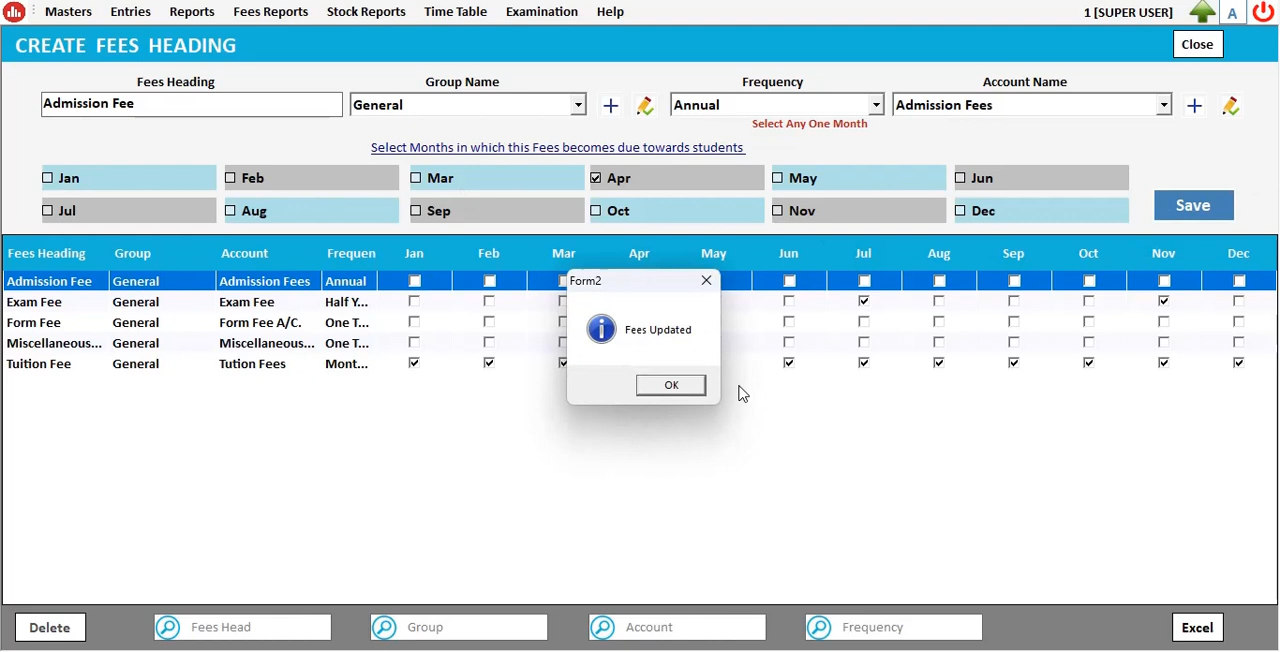 Masters Entries Reports Fees Reports Stock Reports Time Table Examination Help 1 [SUPER USER] A
CREATE FEES HEADING Close
Fees Heading Group Name Frequency Account Name
Admission Fee General Annual Admission Fees
Select Any One Month
Select Months in which this Fees becomes due towards students
Jan Feb Mar Apr May Jun
Jul Aug Sep Oct Nov Dec
Save
Fees Heading Group Account Frequen Jan Feb Mar Apr May Jun Jul Aug Sep Oct Nov Dec
Admission Fee General Admission Fees Annual
Exam Fee General Exam Fee Half Y...
Form Fee General Form Fee A/C. One T...
Miscellaneous... General Miscellaneous... One T...
Tuition Fee General Tution Fees Mont...
Form2
Fees Updated
OK
Delete Fees Head Group Account Frequency Excel